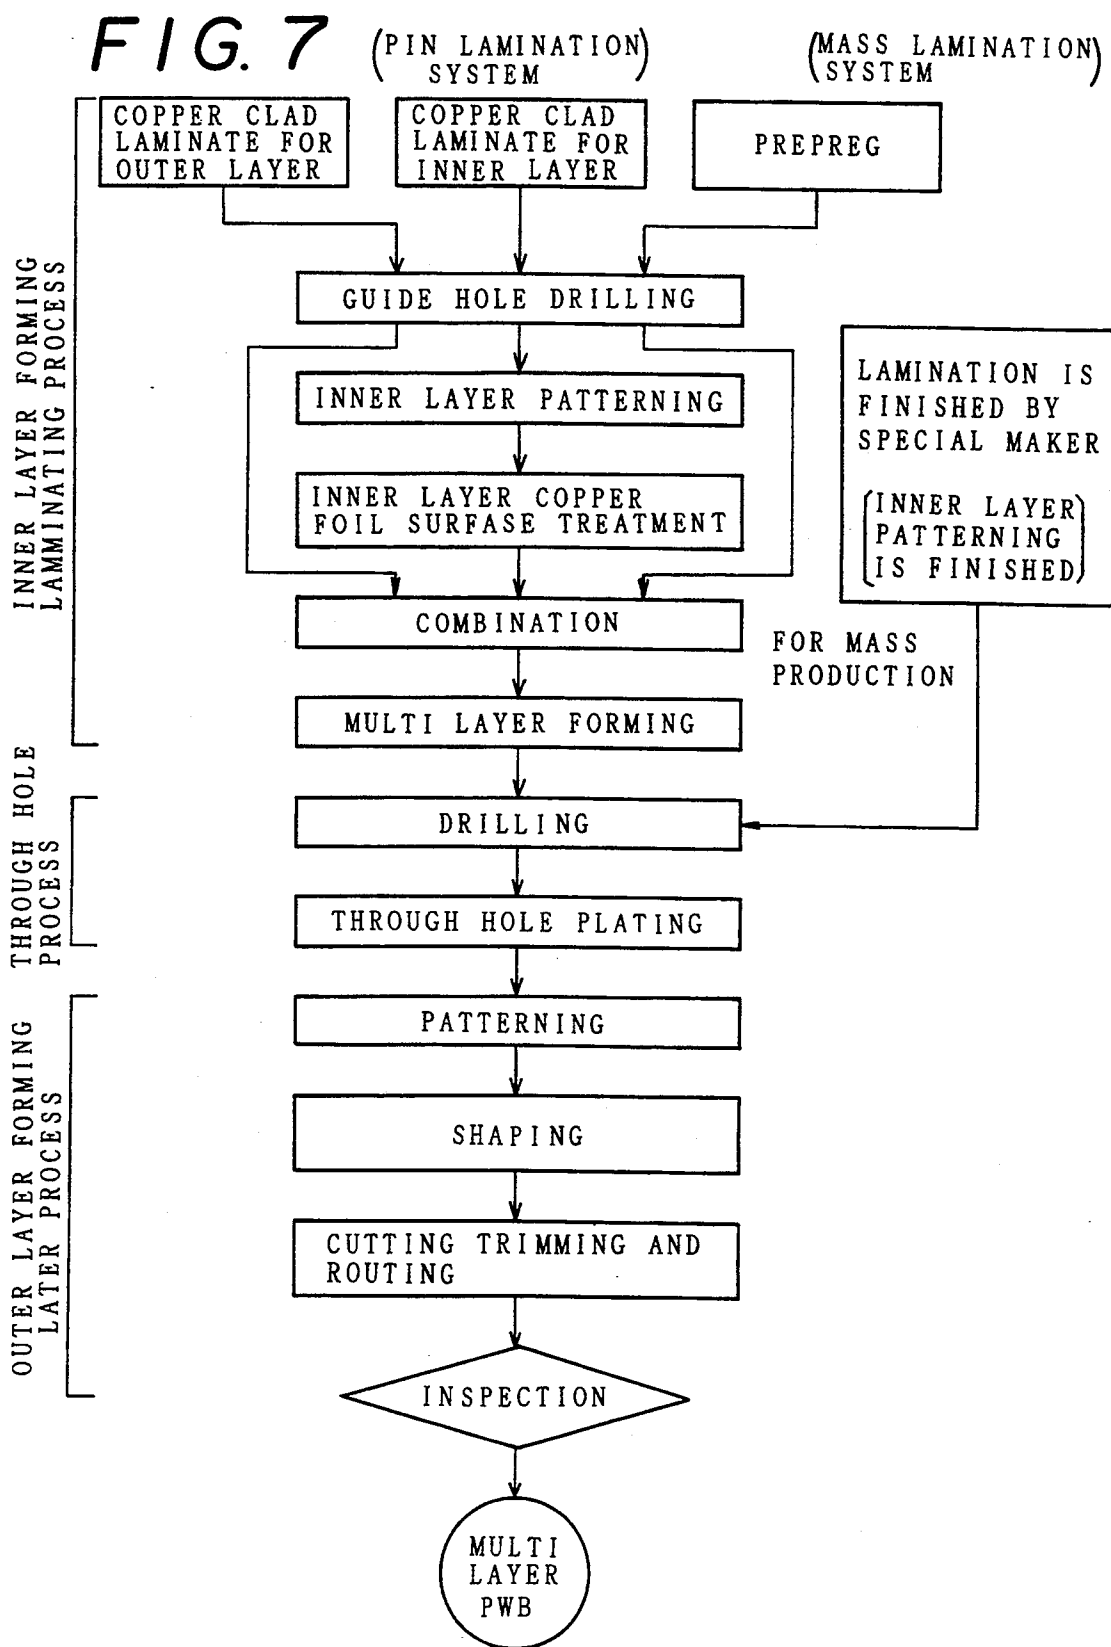 FIG. 7
(PIN LAMINATION
SYSTEM)
(MASS LAMINATION
SYSTEM)
COPPER CLAD
LAMINATE FOR
OUTER LAYER
COPPER CLAD
LAMINATE FOR
INNER LAYER
PREPREG
INNER LAYER FORMING
LAMMINATING PROCESS
GUIDE HOLE DRILLING
INNER LAYER PATTERNING
INNER LAYER COPPER
FOIL SURFASE TREATMENT
LAMINATION IS
FINISHED BY
SPECIAL MAKER
(INNER LAYER
PATTERNING
IS FINISHED)
COMBINATION
FOR MASS
PRODUCTION
MULTI LAYER FORMING
THROUGH HOLE
PROCESS
DRILLING
THROUGH HOLE PLATING
OUTER LAYER FORMING
LATER PROCESS
PATTERNING
SHAPING
CUTTING TRIMMING AND
ROUTING
INSPECTION
MULTI
LAYER
PWB